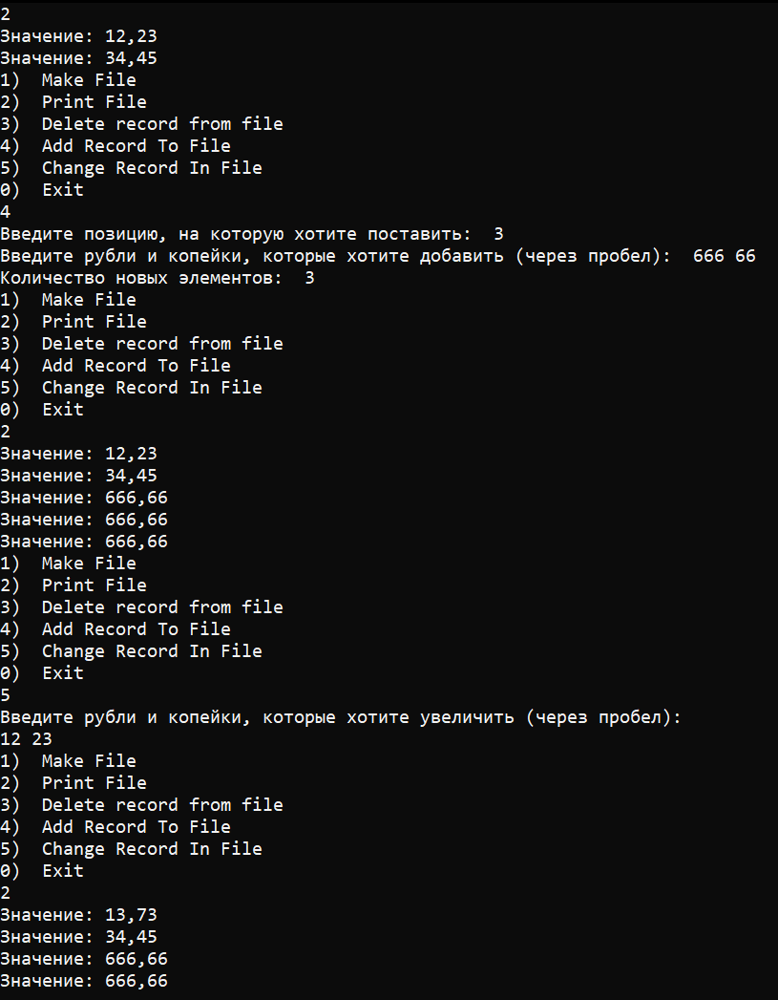 2
Значение: 12,23
Значение: 34,45
1)  Make File
2)  Print File
3)  Delete record from file
4)  Add Record To File
5)  Change Record In File
0)  Exit
4
Введите позицию, на которую хотите поставить:  3
Введите рубли и копейки, которые хотите добавить (через пробел):  666 66
Количество новых элементов:  3
1)  Make File
2)  Print File
3)  Delete record from file
4)  Add Record To File
5)  Change Record In File
0)  Exit
2
Значение: 12,23
Значение: 34,45
Значение: 666,66
Значение: 666,66
Значение: 666,66
1)  Make File
2)  Print File
3)  Delete record from file
4)  Add Record To File
5)  Change Record In File
0)  Exit
5
Введите рубли и копейки, которые хотите увеличить (через пробел):
12 23
1)  Make File
2)  Print File
3)  Delete record from file
4)  Add Record To File
5)  Change Record In File
0)  Exit
2
Значение: 13,73
Значение: 34,45
Значение: 666,66
Значение: 666,66